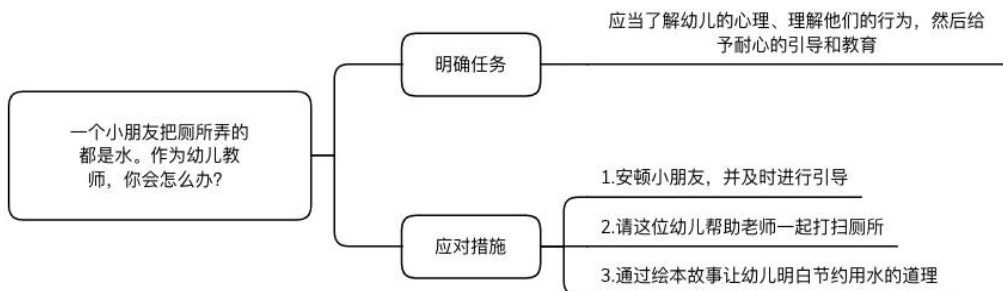 一个小朋友把厕所弄的
都是水。作为幼儿教
师，你会怎么办？
明确任务
应当了解幼儿的心理、理解他们的行为，然后给
予耐心的引导和教育
应对措施
1.安顿小朋友，并及时进行引导
2.请这位幼儿帮助老师一起打扫厕所
3.通过绘本故事让幼儿明白节约用水的道理